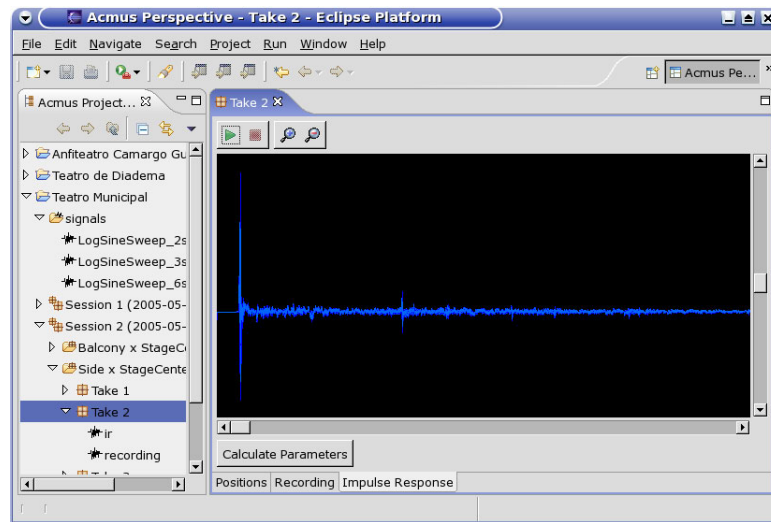 Acmus Perspective - Take 2 - Eclipse Platform
File Edit Navigate Search Project Run Window Help
Acmus Pe... »
Acmus Project...
Take 2
Anfiteatro Camargo Gu
Teatro de Diadema
Teatro Municipal
signals
LogSineSweep_2s
LogSineSweep_3s
LogSineSweep_6s
Session 1 (2005-05-
Session 2 (2005-05-
Balcony x StageC
Side x StageCente
Take 1
Take 2
ir
recording
Calculate Parameters
Positions Recording Impulse Response